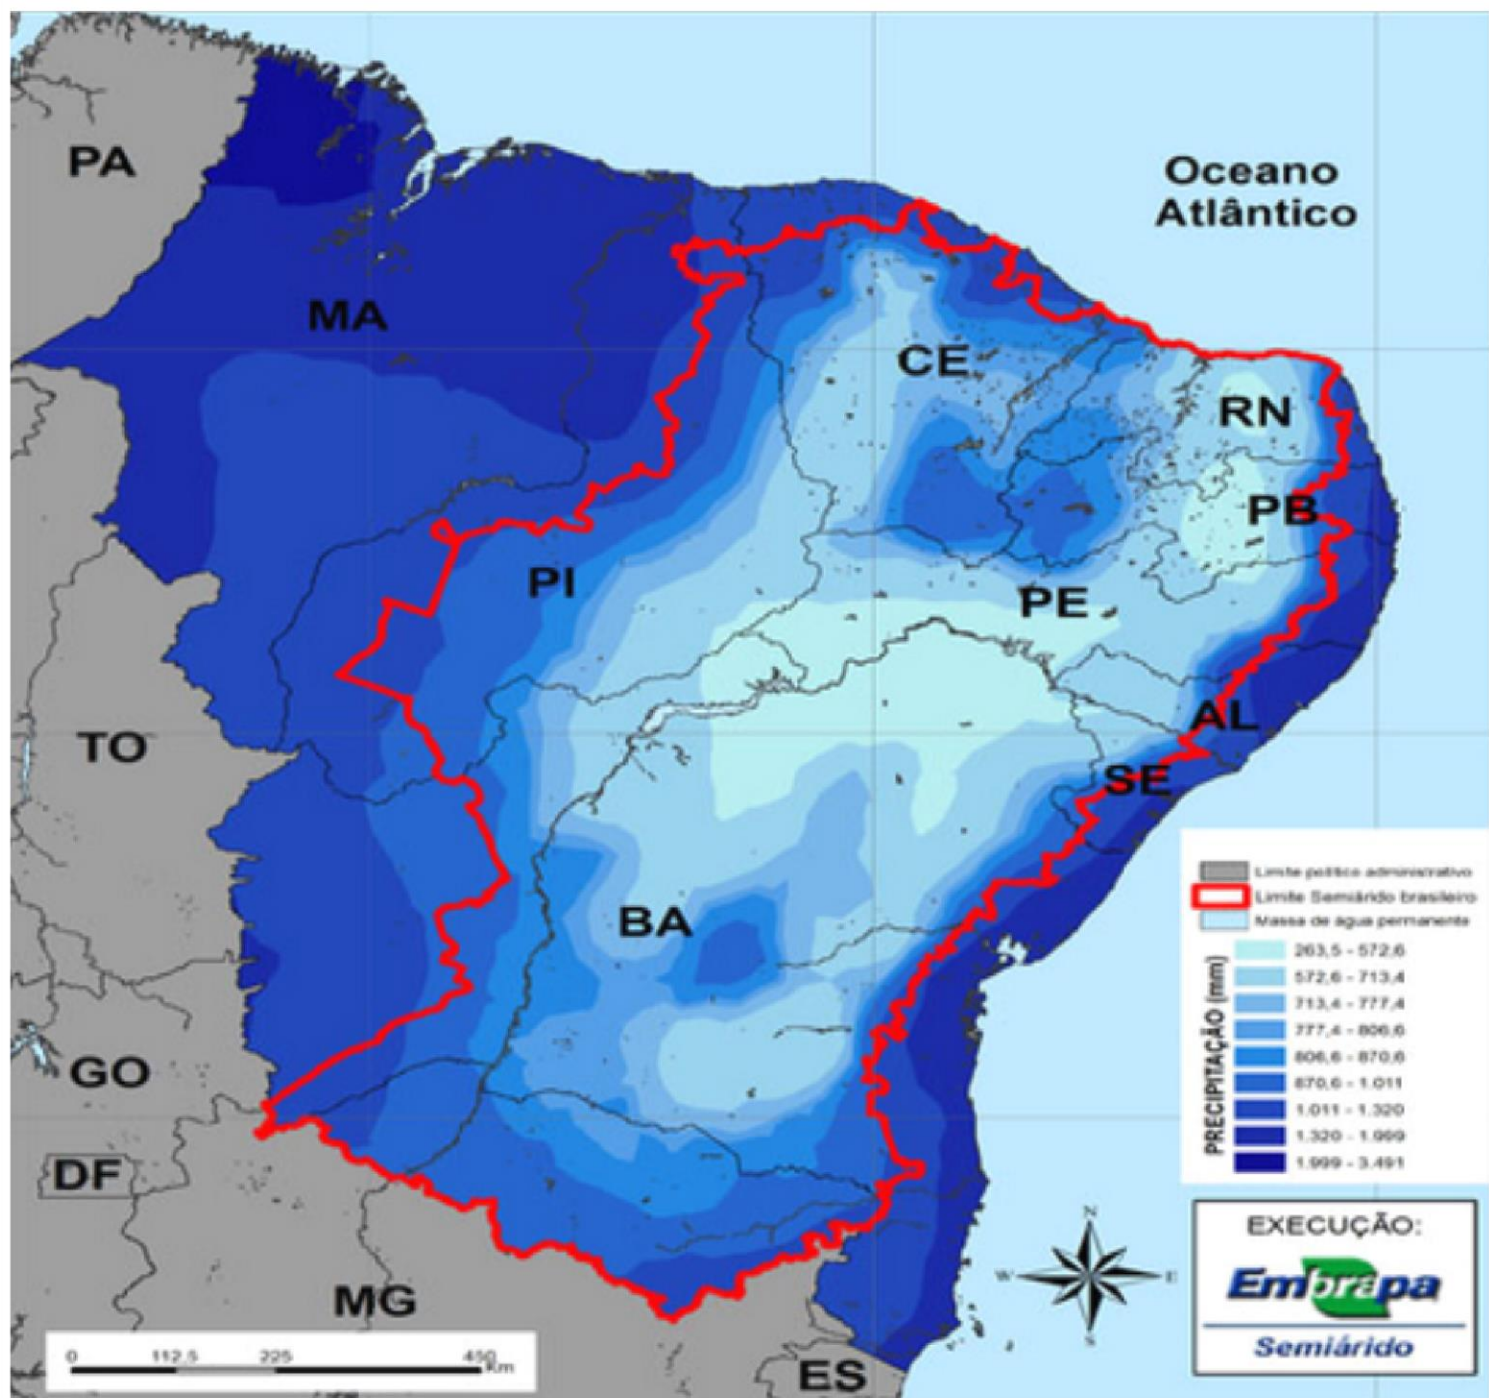 PA
Oceano
Atlântico
MA
CE
RN
PB
PI
PE
AL
TO
SE
BA
GO
DF
MG
ES
Limite político administrativo
Limite Semiárido brasileiro
Massa de água permanente
PRECIPITAÇÃO (mm)
263,5 - 572,6
572,6 - 713,4
713,4 - 777,4
777,4 - 806,6
806,6 - 870,6
870,6 - 1.011
1.011 - 1.320
1.320 - 1.999
1.999 - 3.491
N
W
E
S
EXECUÇÃO:
Embrapa
Semiárido
0 112,5 225 450
Km